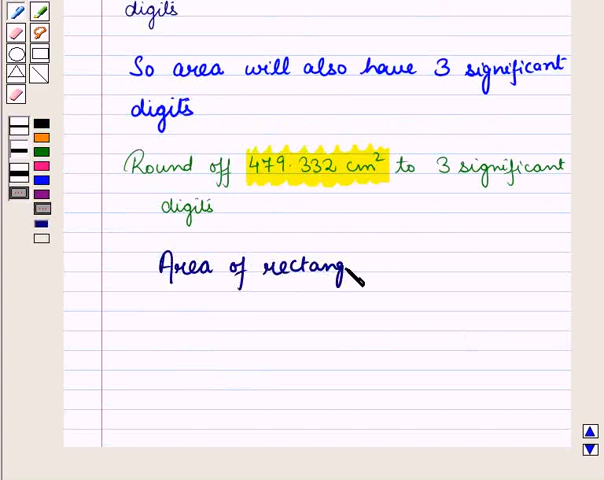 digits
So area will also have 3 significant
digits
Round off 479.332 cm² to 3 significant
digits
Area of rectang